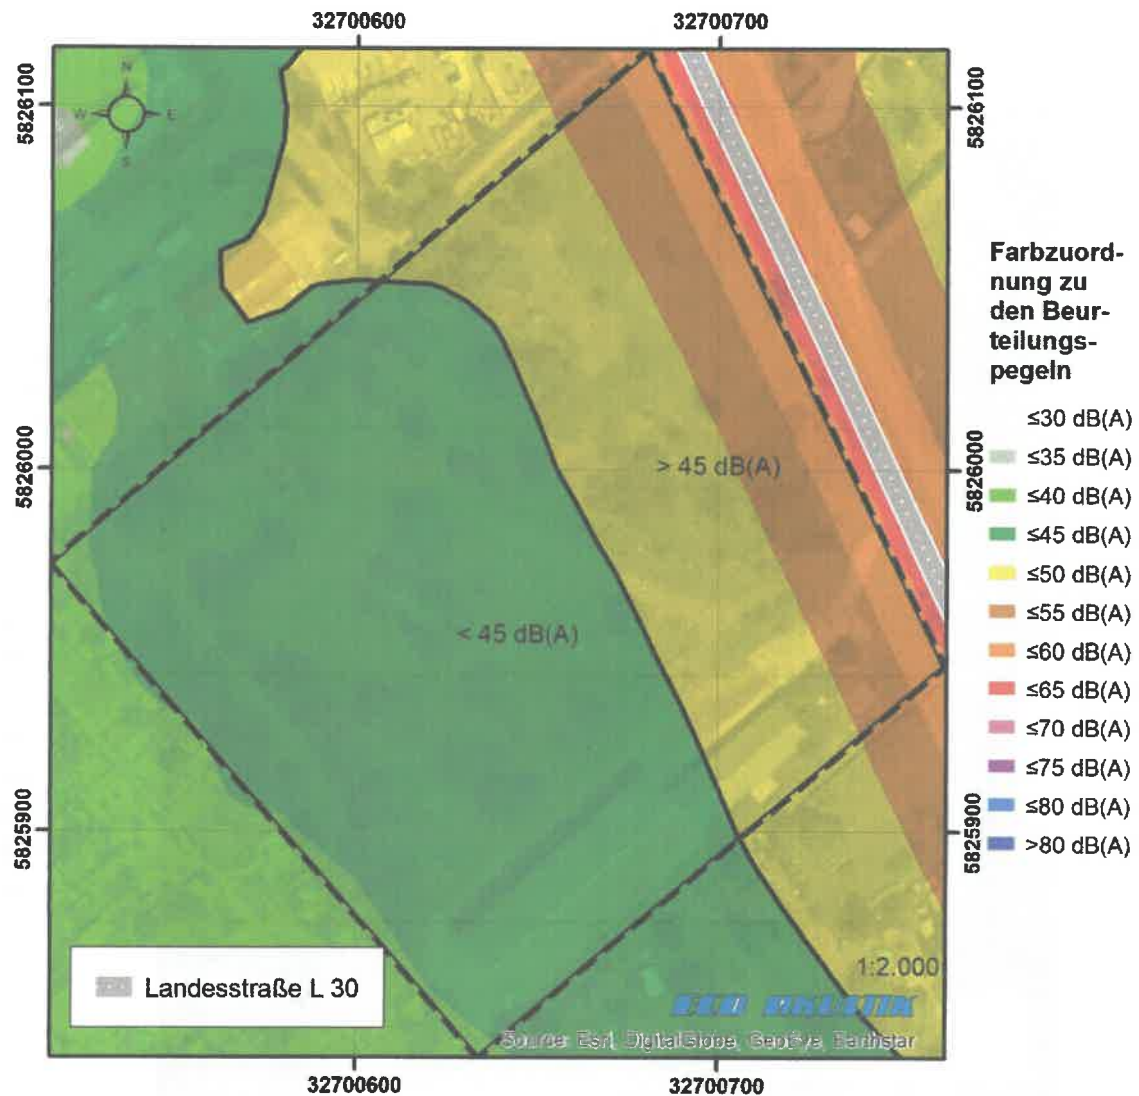 32700600
32700700
5826100
5826100
N
W
E
S
Farbzuord-
nung zu
den Beur-
teilungs-
pegeln
≤30 dB(A)
≤35 dB(A)
≤40 dB(A)
≤45 dB(A)
≤50 dB(A)
≤55 dB(A)
≤60 dB(A)
≤65 dB(A)
≤70 dB(A)
≤75 dB(A)
≤80 dB(A)
>80 dB(A)
5826000
5826000
> 45 dB(A)
< 45 dB(A)
5825900
5825900
Landesstraße L 30
1:2.000
ECO AKUSTIK
Source: Esri, DigitalGlobe, GeoEye, Earthstar
32700600
32700700